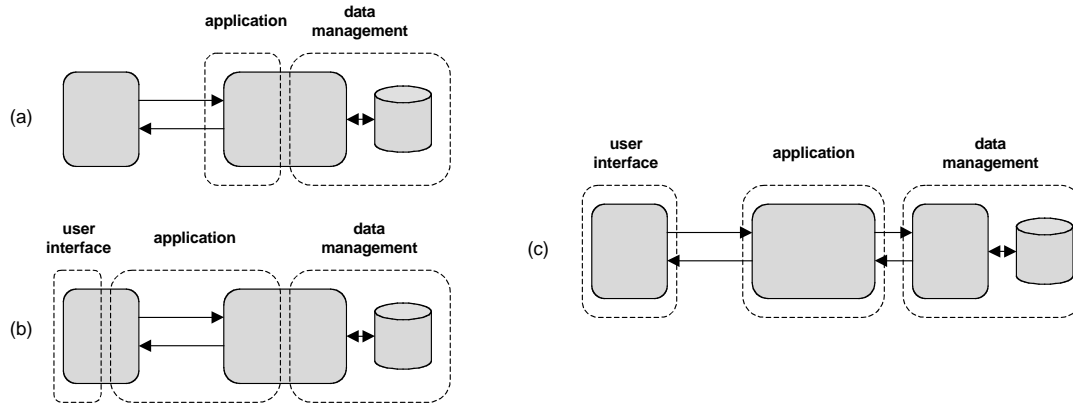 application
data
management
(a)
user
interface
application
data
management
(b)
user
interface
application
data
management
(c)